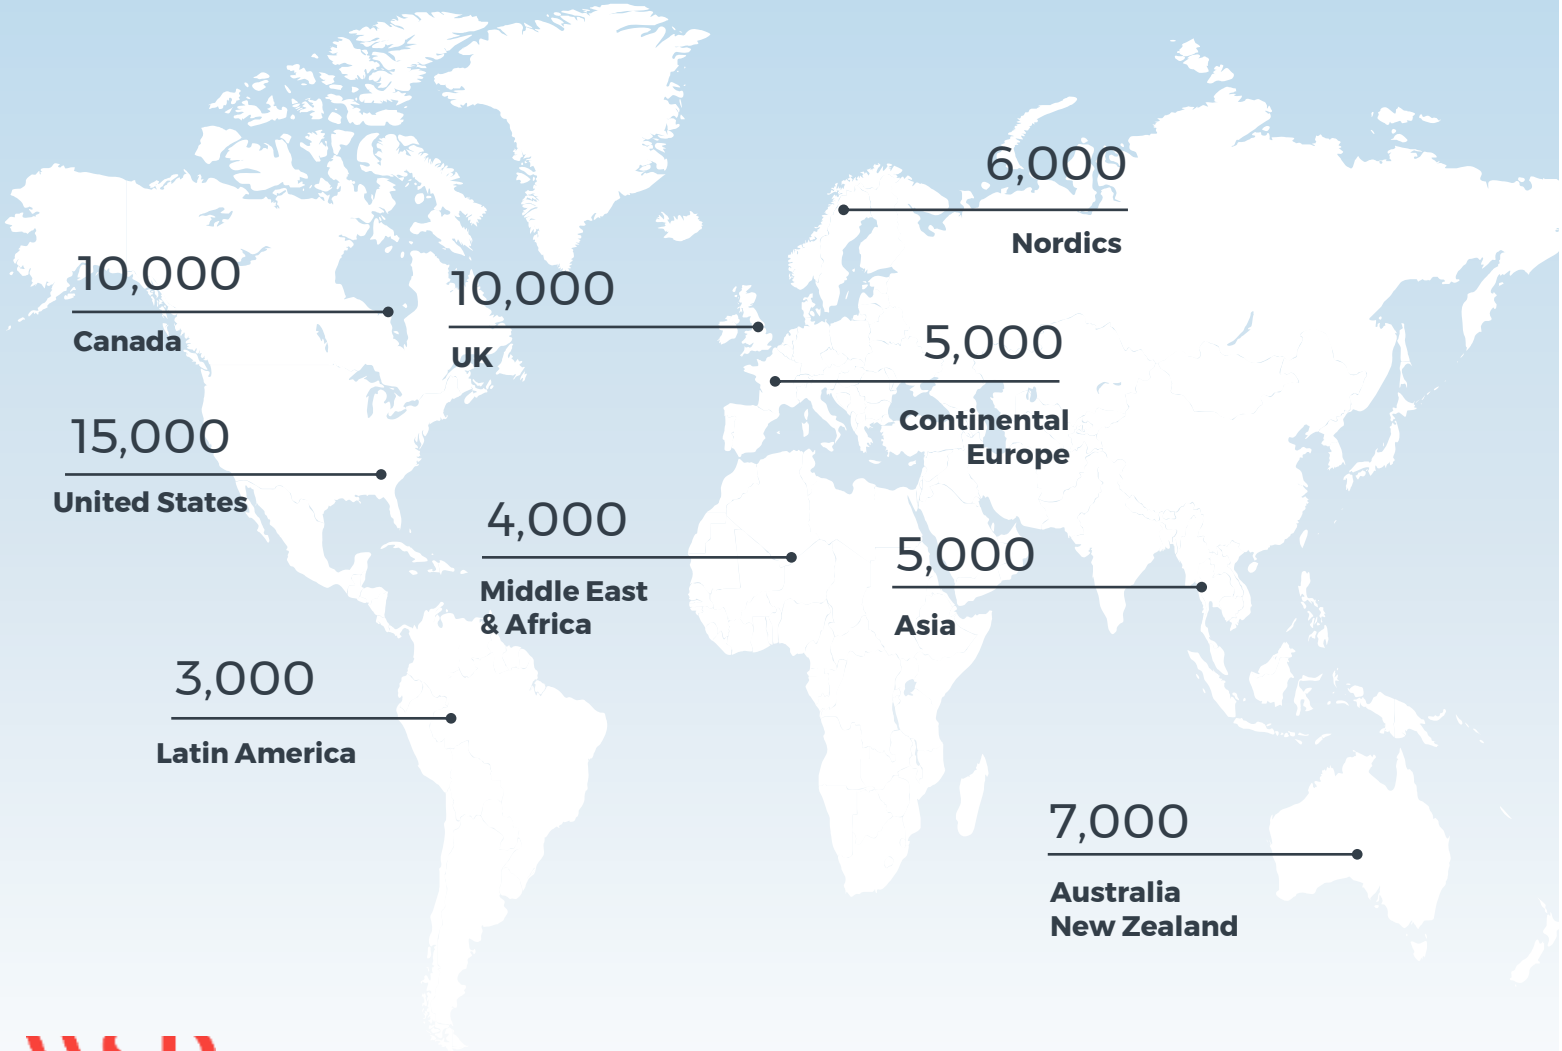 6,000
Nordics
10,000
Canada
10,000
UK
5,000
Continental
Europe
15,000
United States
4,000
Middle East
& Africa
5,000
Asia
3,000
Latin America
7,000
Australia
New Zealand